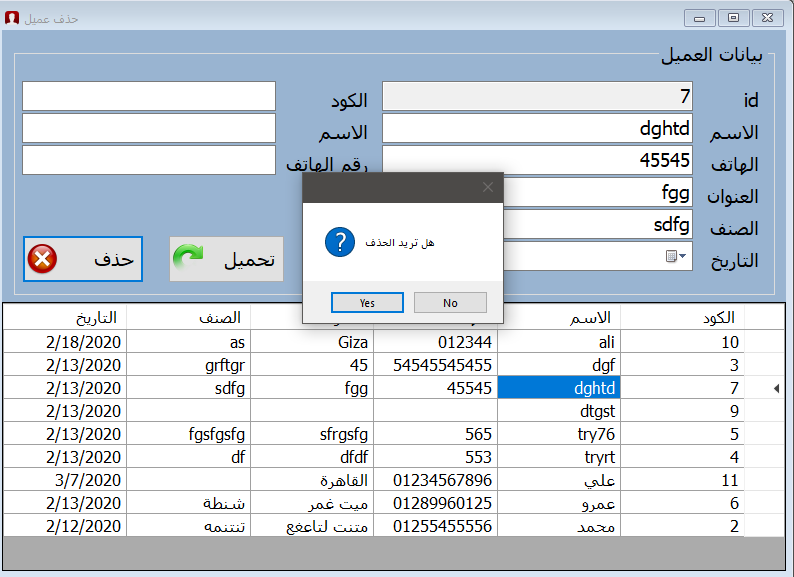 حذف عميل
بيانات العميل
id 7 الكود
الاسم dghtd الاسم
الهاتف 45545 رقم الهاتف
العنوان fgg
الصنف sdfg
التاريخ
تحميل حذف
هل تريد الحذف
Yes No
الكود الاسم الصنف التاريخ
10 ali 012344 Giza as 2/18/2020
3 dgf 54545545455 45 grftgr 2/13/2020
7 dghtd 45545 fgg sdfg 2/13/2020
9 dtgst 2/13/2020
5 try76 565 sfrgsfg fgsfgsfg 2/13/2020
4 tryrt 553 dfdf df 2/13/2020
11 علي 01234567896 القاهرة 3/7/2020
6 عمرو 01289960125 ميت غمر شنطة 2/13/2020
2 محمد 01255455556 متنت لتاعغع تنتنمه 2/12/2020